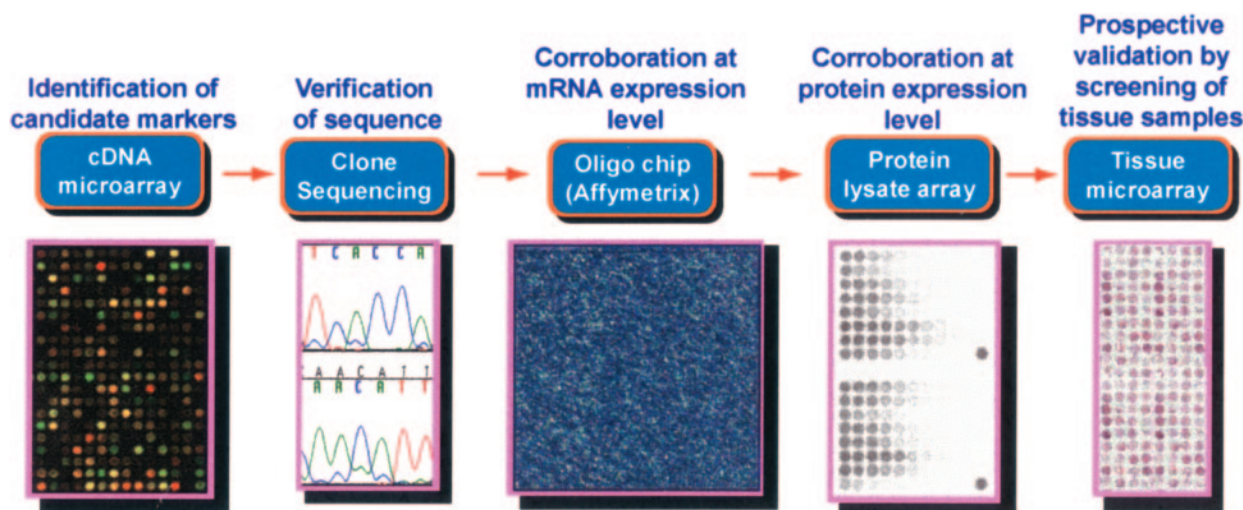 Identification of
candidate markers
cDNA
microarray
Verification
of sequence
Clone
Sequencing
Corroboration at
mRNA expression
level
Oligo chip
(Affymetrix)
Corroboration at
protein expression
level
Protein
lysate array
Prospective
validation by
screening of
tissue samples
Tissue
microarray
T C A C C A
A A C A T T
A A C A T T